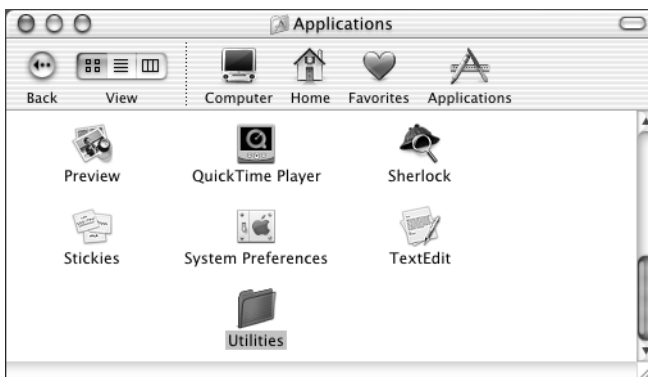 Applications
Back View Computer Home Favorites Applications
Preview QuickTime Player Sherlock
Stickies System Preferences TextEdit
Utilities